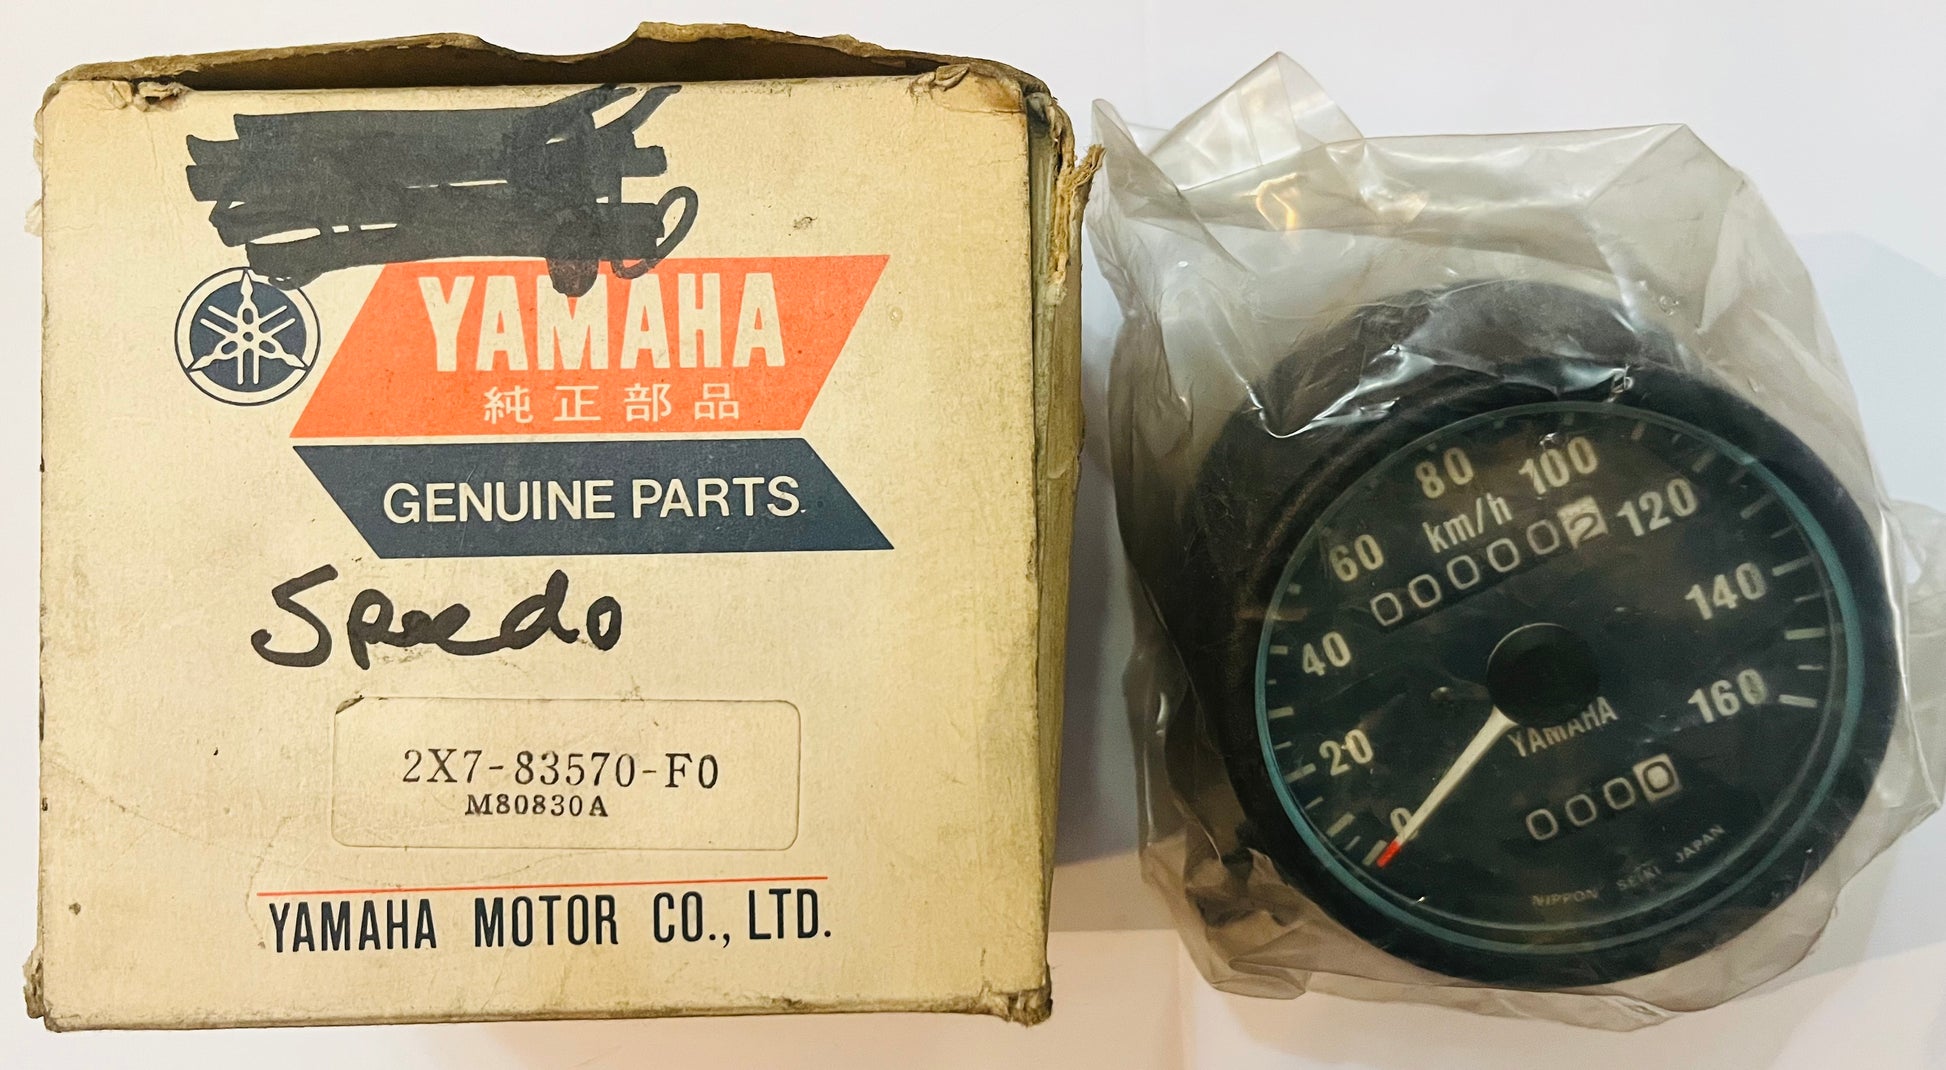 YAMAHA
純正部品
GENUINE PARTS.
Speedo
2X7-83570-F0
M80830A
YAMAHA MOTOR CO., LTD.
80
100
km/h
60
120
000002
40
140
160
20
YAMAHA
0
0000
NIPPON SEIKI JAPAN